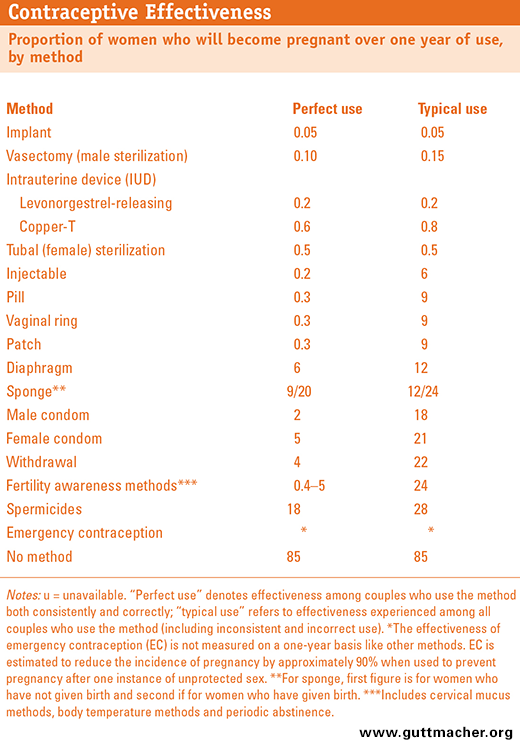 Contraceptive Effectiveness
Proportion of women who will become pregnant over one year of use,
by method
Method Perfect use Typical use
Implant 0.05 0.05
Vasectomy (male sterilization) 0.10 0.15
Intrauterine device (IUD)
Levonorgestrel-releasing 0.2 0.2
Copper-T 0.6 0.8
Tubal (female) sterilization 0.5 0.5
Injectable 0.2 6
Pill 0.3 9
Vaginal ring 0.3 9
Patch 0.3 9
Diaphragm 6 12
Sponge** 9/20 12/24
Male condom 2 18
Female condom 5 21
Withdrawal 4 22
Fertility awareness methods*** 0.4–5 24
Spermicides 18 28
Emergency contraception * *
No method 85 85
Notes: u = unavailable. “Perfect use” denotes effectiveness among couples who use the method
both consistently and correctly; “typical use” refers to effectiveness experienced among all
couples who use the method (including inconsistent and incorrect use). *The effectiveness of
emergency contraception (EC) is not measured on a one-year basis like other methods. EC is
estimated to reduce the incidence of pregnancy by approximately 90% when used to prevent
pregnancy after one instance of unprotected sex. **For sponge, first figure is for women who
have not given birth and second if for women who have given birth. ***Includes cervical mucus
methods, body temperature methods and periodic abstinence.
www.guttmacher.org